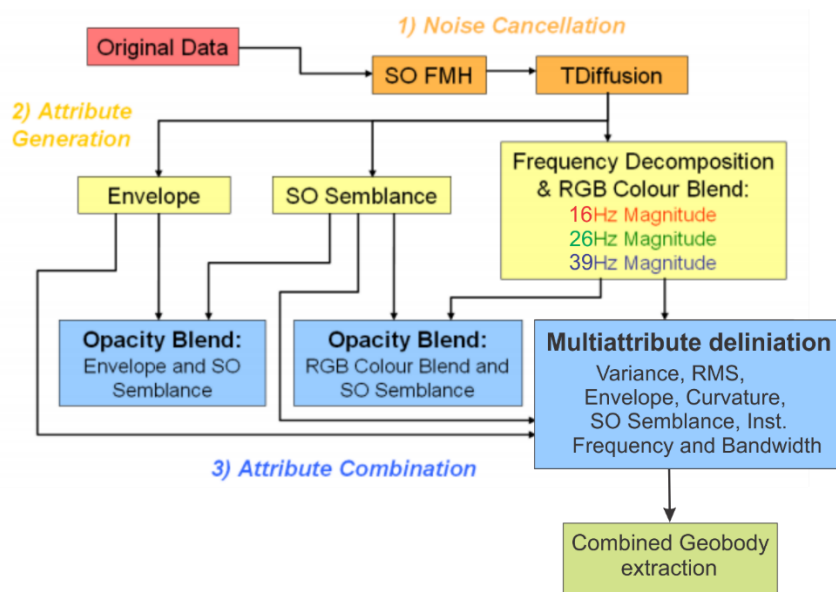 1) Noise Cancellation
Original Data
SO FMH
TDiffusion
2) Attribute
Generation
Envelope
SO Semblance
Frequency Decomposition
& RGB Colour Blend:
16Hz Magnitude
26Hz Magnitude
39Hz Magnitude
Opacity Blend:
Envelope and SO
Semblance
Opacity Blend:
RGB Colour Blend and
SO Semblance
Multiattribute deliniation
Variance, RMS,
Envelope, Curvature,
SO Semblance, Inst.
Frequency and Bandwidth
3) Attribute Combination
Combined Geobody
extraction